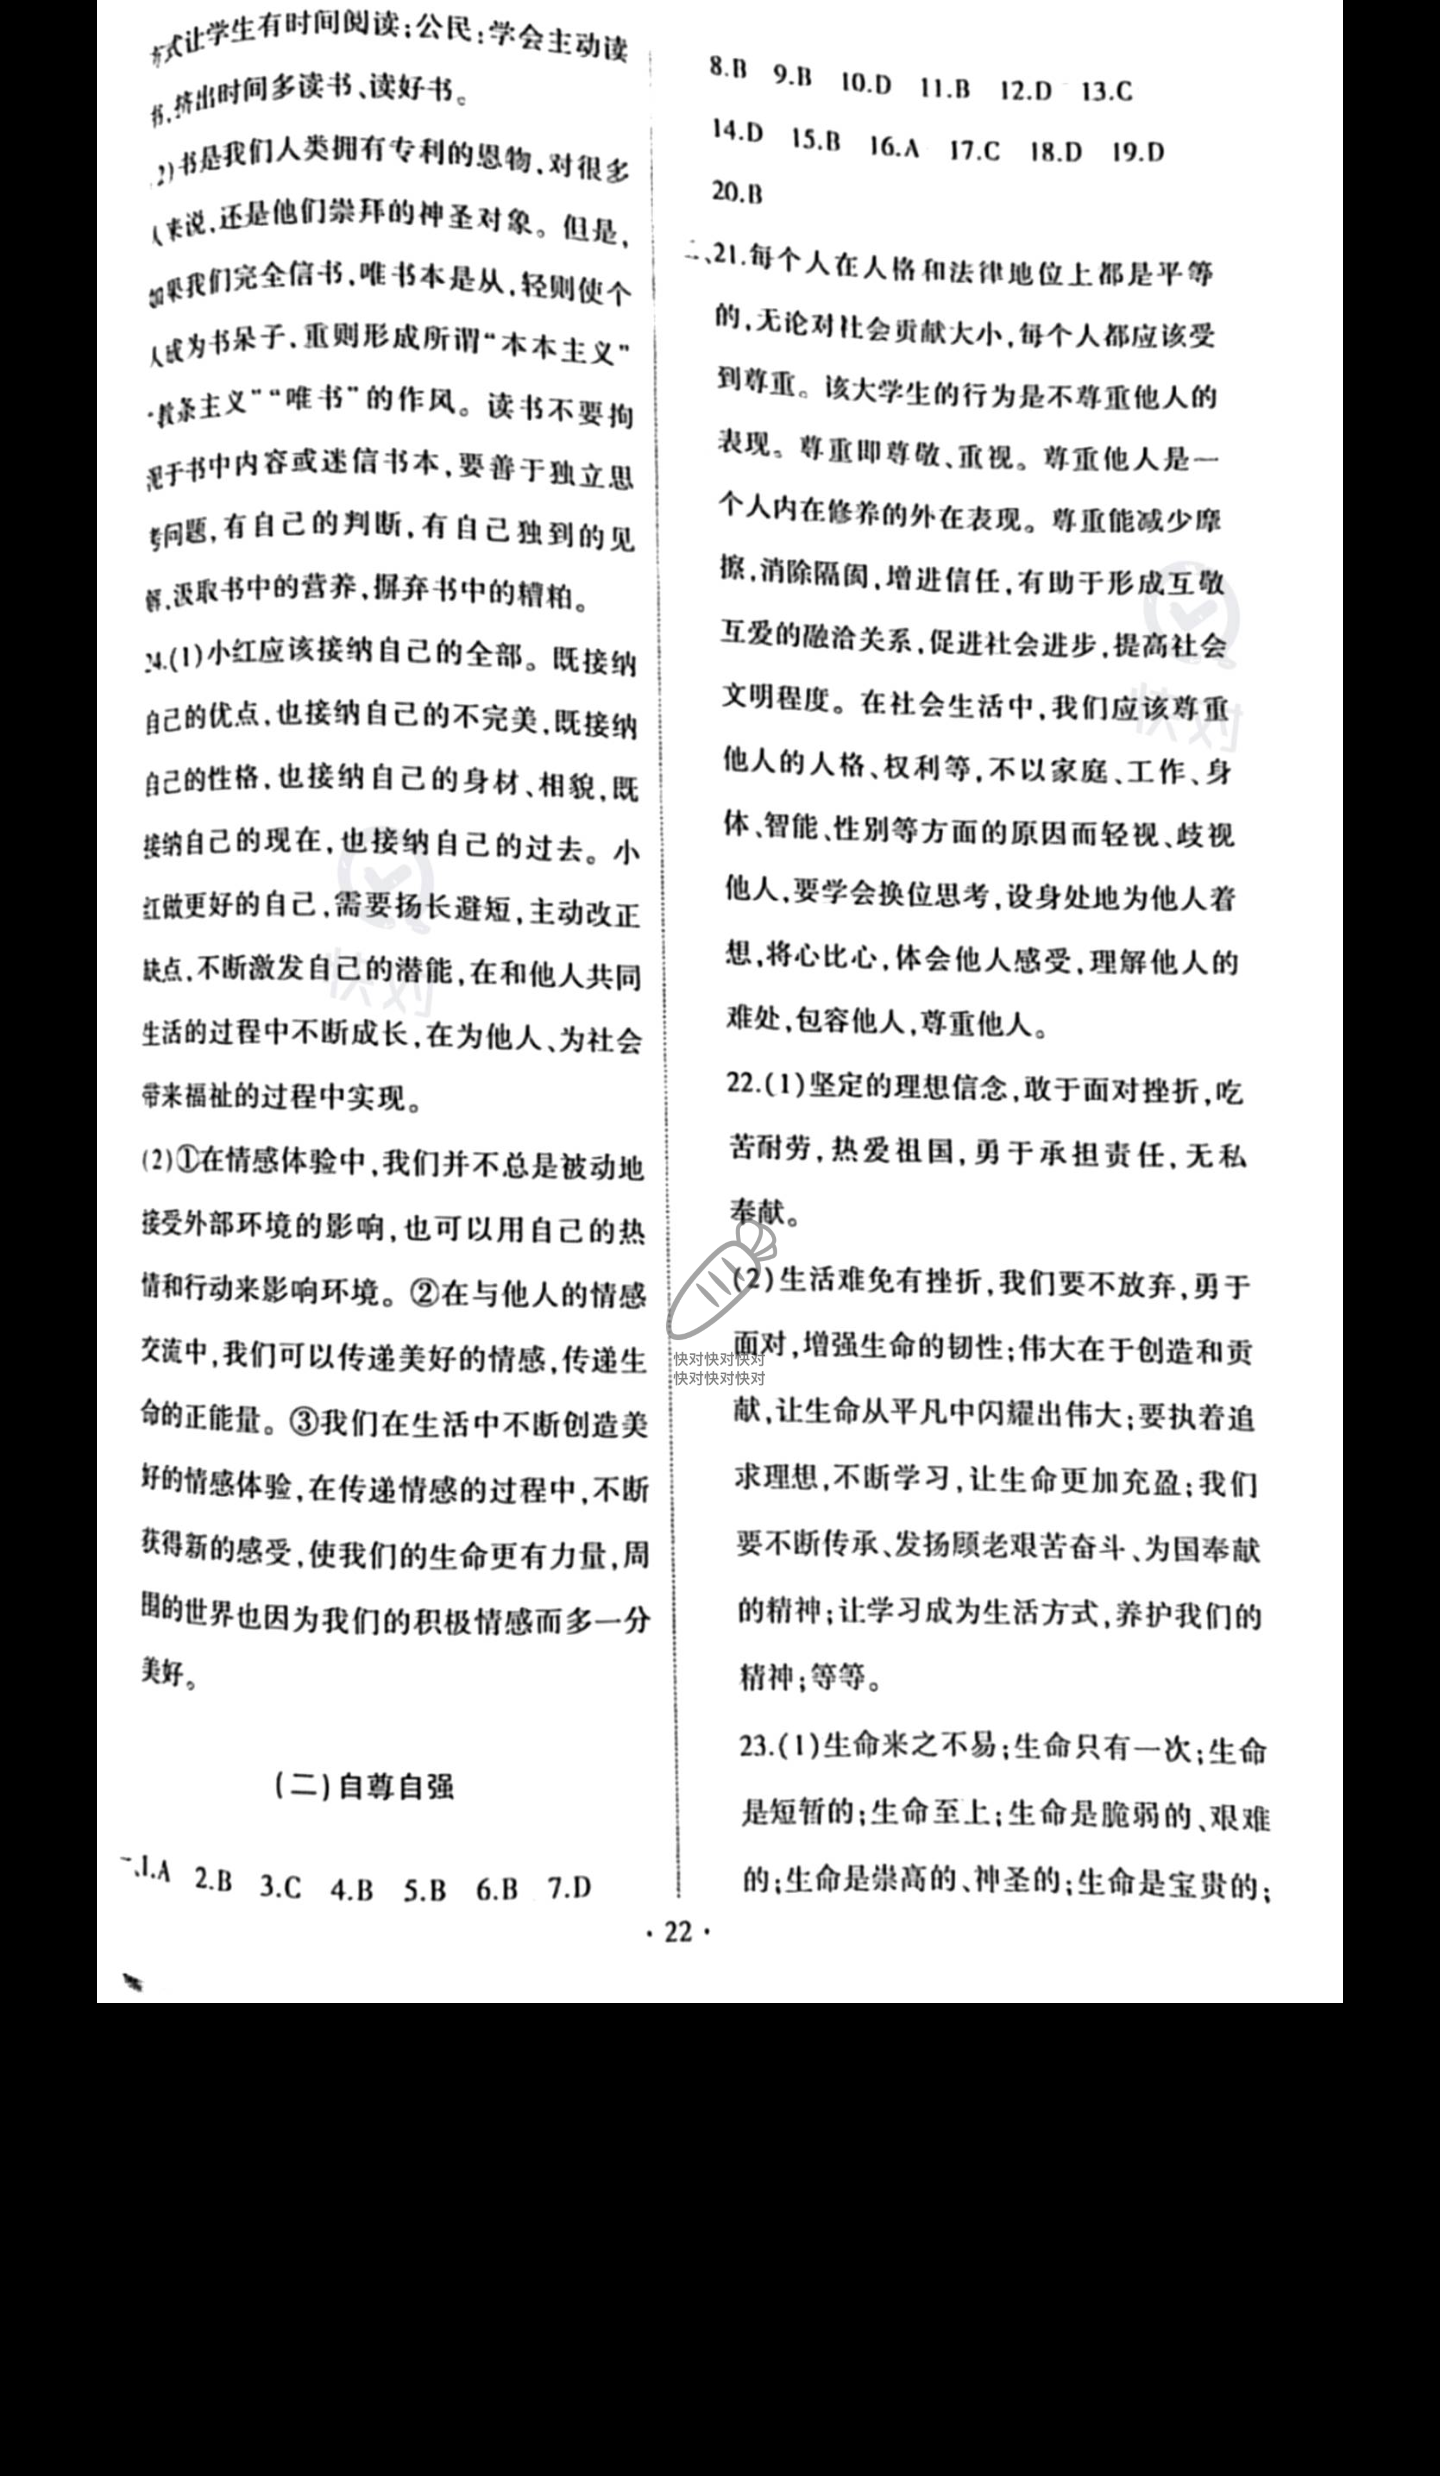 方式让学生有时间阅读;公民:学会主动读
书,挤出时间多读书、读好书。
2)书是我们人类拥有专利的恩物,对很多
人来说,还是他们崇拜的神圣对象。但是,
如果我们完全信书,唯书本是从,轻则使个
人成为书呆子,重则形成所谓“本本主义”
“教条主义”“唯书”的作风。读书不要拘
泥于书中内容或迷信书本,要善于独立思
考问题,有自己的判断,有自己独到的见
解,汲取书中的营养,摒弃书中的糟粕。
24.(1)小红应该接纳自己的全部。既接纳
自己的优点,也接纳自己的不完美,既接纳
自己的性格,也接纳自己的身材、相貌,既
接纳自己的现在,也接纳自己的过去。小
红做更好的自己,需要扬长避短,主动改正
缺点,不断激发自己的潜能,在和他人共同
生活的过程中不断成长,在为他人、为社会
带来福祉的过程中实现。
(2)①在情感体验中,我们并不总是被动地
接受外部环境的影响,也可以用自己的热
情和行动来影响环境。②在与他人的情感
交流中,我们可以传递美好的情感,传递生
命的正能量。③我们在生活中不断创造美
好的情感体验,在传递情感的过程中,不断
获得新的感受,使我们的生命更有力量,周
围的世界也因为我们的积极情感而多一分
美好。
(二)自尊自强
一、1.A 2.B 3.C 4.B 5.B 6.B 7.D
8.B 9.B 10.D 11.B 12.D 13.C
14.D 15.B 16.A 17.C 18.D 19.D
20.B
二、21.每个人在人格和法律地位上都是平等
的,无论对社会贡献大小,每个人都应该受
到尊重。该大学生的行为是不尊重他人的
表现。尊重即尊敬、重视。尊重他人是一
个人内在修养的外在表现。尊重能减少摩
擦,消除隔阂,增进信任,有助于形成互敬
互爱的融洽关系,促进社会进步,提高社会
文明程度。在社会生活中,我们应该尊重
他人的人格、权利等,不以家庭、工作、身
体、智能、性别等方面的原因而轻视、歧视
他人,要学会换位思考,设身处地为他人着
想,将心比心,体会他人感受,理解他人的
难处,包容他人,尊重他人。
22.(1)坚定的理想信念,敢于面对挫折,吃
苦耐劳,热爱祖国,勇于承担责任,无私
奉献。
(2)生活难免有挫折,我们要不放弃,勇于
面对,增强生命的韧性;伟大在于创造和贡
献,让生命从平凡中闪耀出伟大;要执着追
求理想,不断学习,让生命更加充盈;我们
要不断传承、发扬顾老艰苦奋斗、为国奉献
的精神;让学习成为生活方式,养护我们的
精神;等等。
23.(1)生命来之不易;生命只有一次;生命
是短暂的;生命至上;生命是脆弱的、艰难
的;生命是崇高的、神圣的;生命是宝贵的;
·22·
快对
快对
快对快对快对
快对快对快对